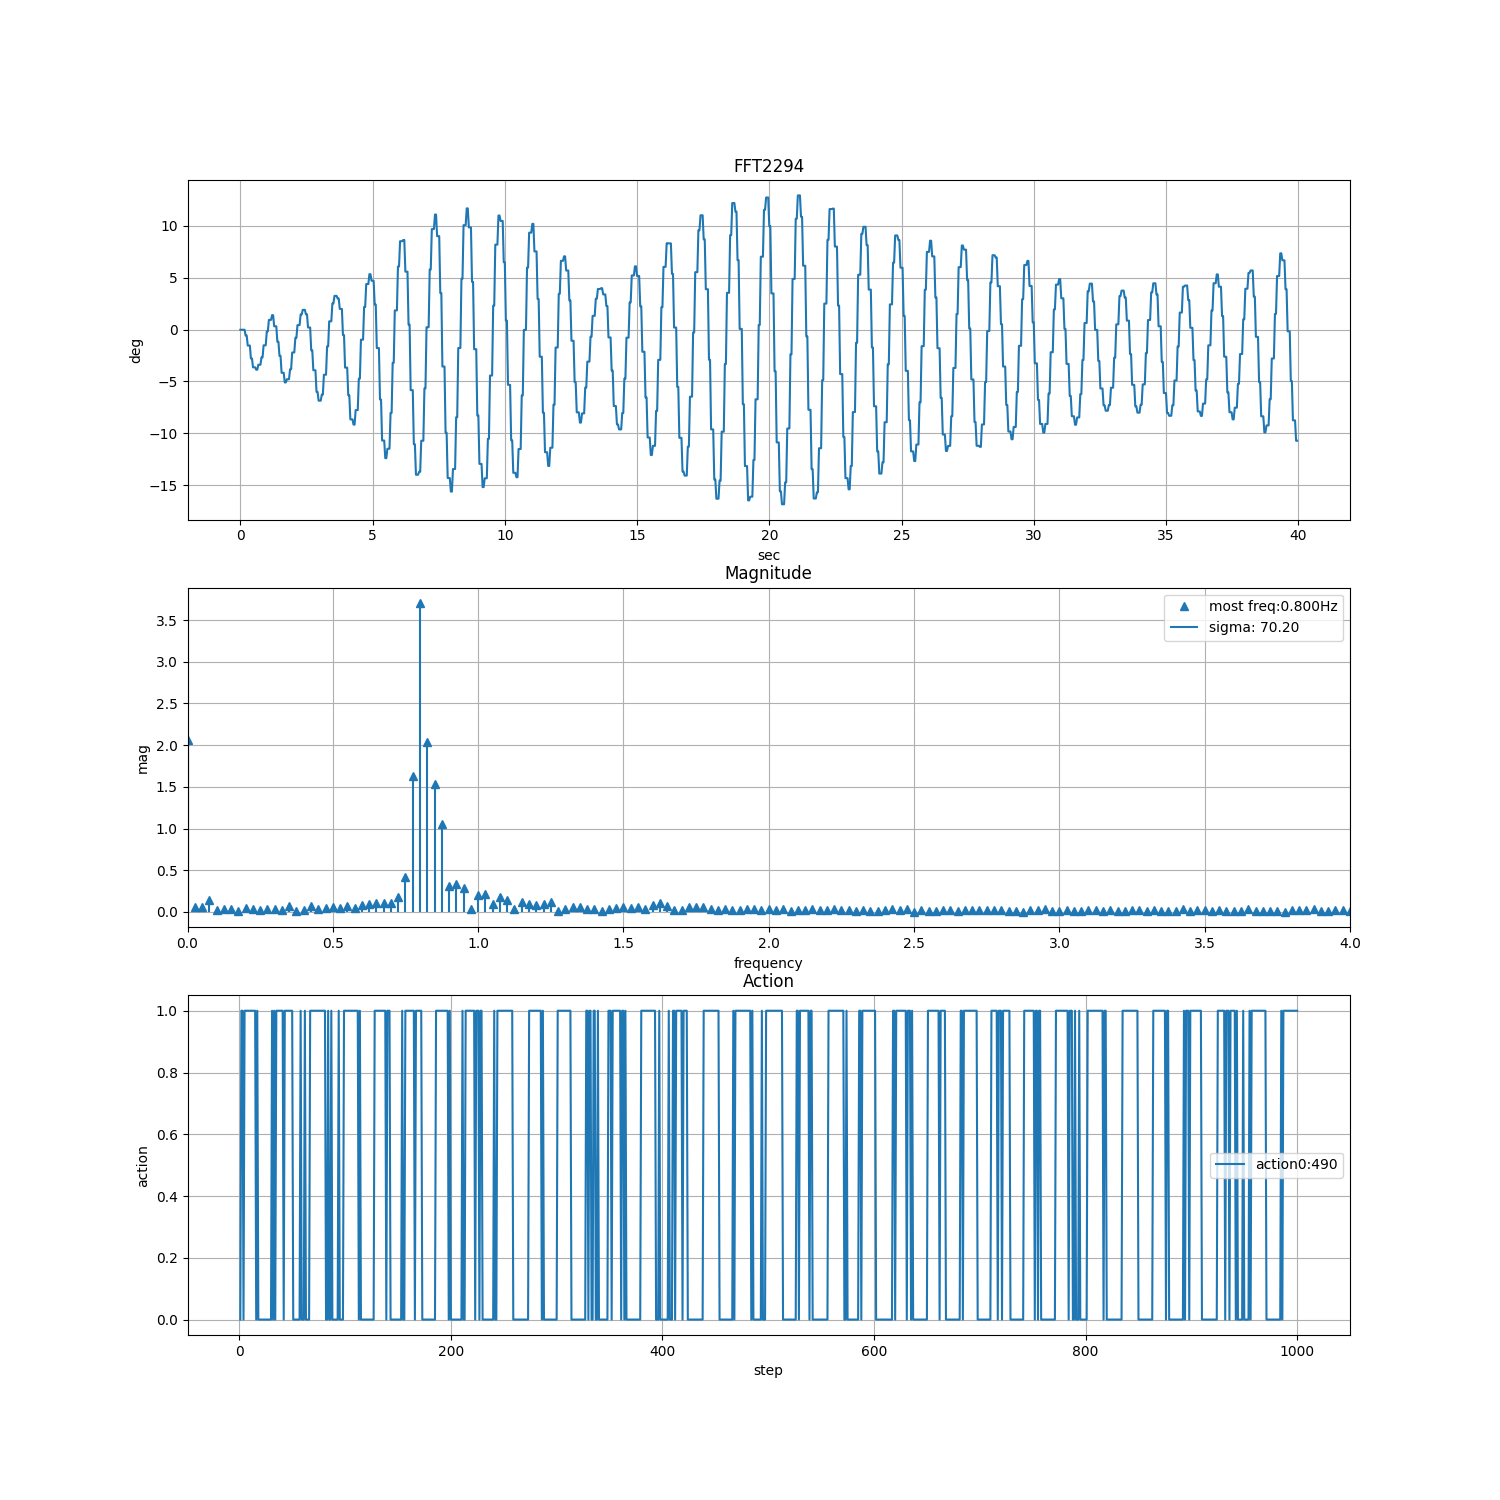 FFT2294
10
5
0
−5
−10
−15
deg
0 5 10 15 20 25 30 35 40
sec
Magnitude
most freq:0.800Hz
sigma: 70.20
3.5
3.0
2.5
2.0
1.5
1.0
0.5
0.0
mag
0.0 0.5 1.0 1.5 2.0 2.5 3.0 3.5 4.0
frequency
Action
1.0
0.8
0.6
0.4
0.2
0.0
action
action0:490
0 200 400 600 800 1000
step